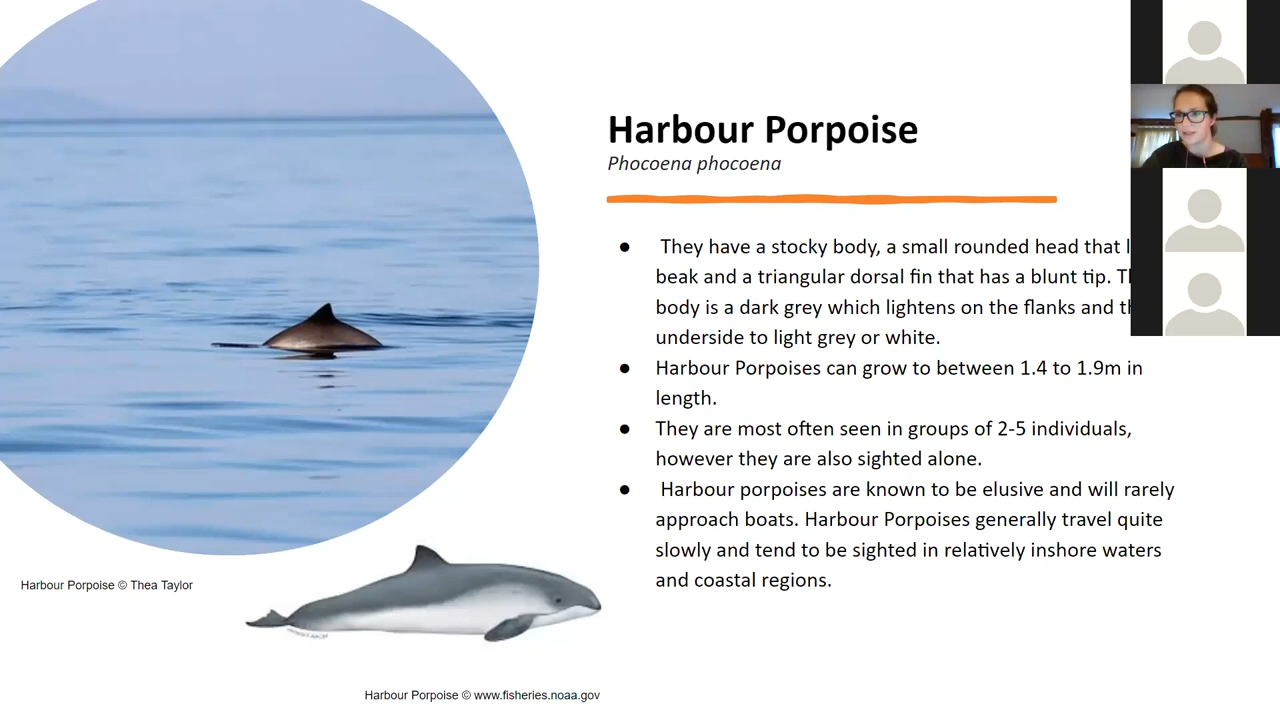 Harbour Porpoise
Phocoena phocoena
● They have a stocky body, a small rounded head that
beak and a triangular dorsal fin that has a blunt tip.
body is a dark grey which lightens on the flanks and
underside to light grey or white.
● Harbour Porpoises can grow to between 1.4 to 1.9m in
length.
● They are most often seen in groups of 2-5 individuals,
however they are also sighted alone.
● Harbour porpoises are known to be elusive and will rarely
approach boats. Harbour Porpoises generally travel quite
slowly and tend to be sighted in relatively inshore waters
and coastal regions.
Harbour Porpoise © Thea Taylor
Harbour Porpoise © www.fisheries.noaa.gov